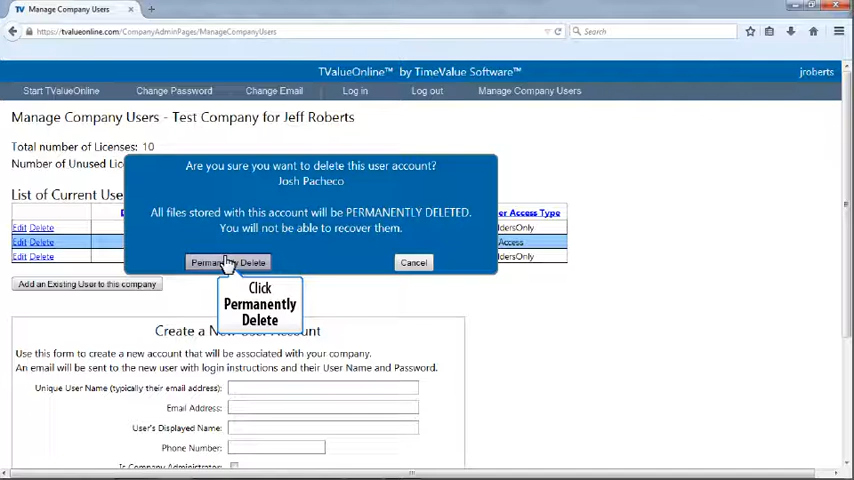 Manage Company Users
https://tvalueonline.com/CompanyAdminPages/ManageCompanyUsers
Search
TValueOnline™ by TimeValue Software™
jroberts
Start TValueOnline
Change Password
Change Email
Log in
Log out
Manage Company Users
Manage Company Users - Test Company for Jeff Roberts
Total number of Licenses: 10
Number of Unused
List of Current
Are you sure you want to delete this user account?
Josh Pacheco
All files stored with this account will be PERMANENTLY DELETED.
You will not be able to recover them.
Delete
Cancel
Access Type
Edit Delete
Edit Delete
Access
Edit Delete
Add an Existing User to this company
Click
Permanently
Delete
Create a User Account
Use this form to create a new account that will be associated with your company.
An email will be sent to the new user with login instructions and their User Name and Password.
Unique User Name (typically their email address):
Email Address:
User's Displayed Name:
Phone Number:
Is Company Administrator: